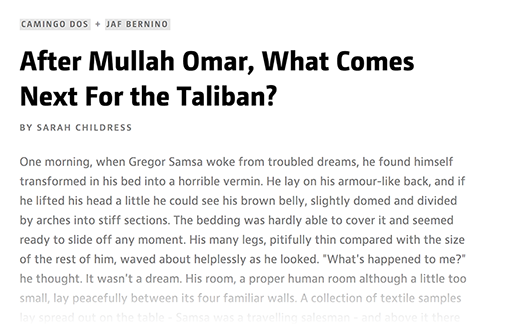 CAMINGO DOS + JAF BERNINO
After Mullah Omar, What Comes
Next For the Taliban?
BY SARAH CHILDRESS
One morning, when Gregor Samsa woke from troubled dreams, he found himself
transformed in his bed into a horrible vermin. He lay on his armour-like back, and if
he lifted his head a little he could see his brown belly, slightly domed and divided
by arches into stiff sections. The bedding was hardly able to cover it and seemed
ready to slide off any moment. His many legs, pitifully thin compared with the size
of the rest of him, waved about helplessly as he looked. "What's happened to me?"
he thought. It wasn't a dream. His room, a proper human room although a little too
small, lay peacefully between its four familiar walls. A collection of textile samples
lay spread out on the table - Samsa was a travelling salesman - and above it there